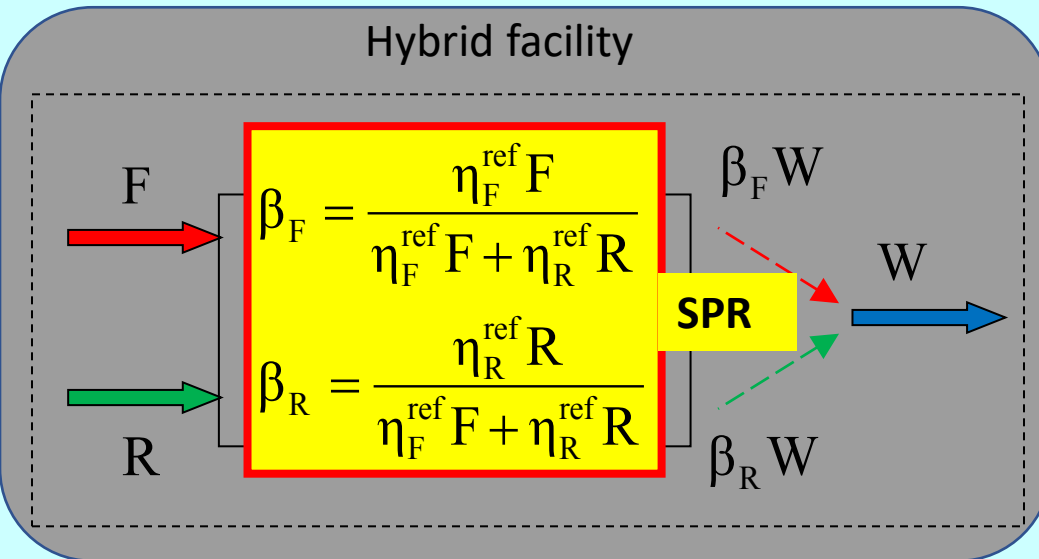 Hybrid facility
F
R
β_F = η_F^ref F / (η_F^ref F + η_R^ref R)
β_R = η_R^ref R / (η_F^ref F + η_R^ref R)
SPR
β_F W
β_R W
W